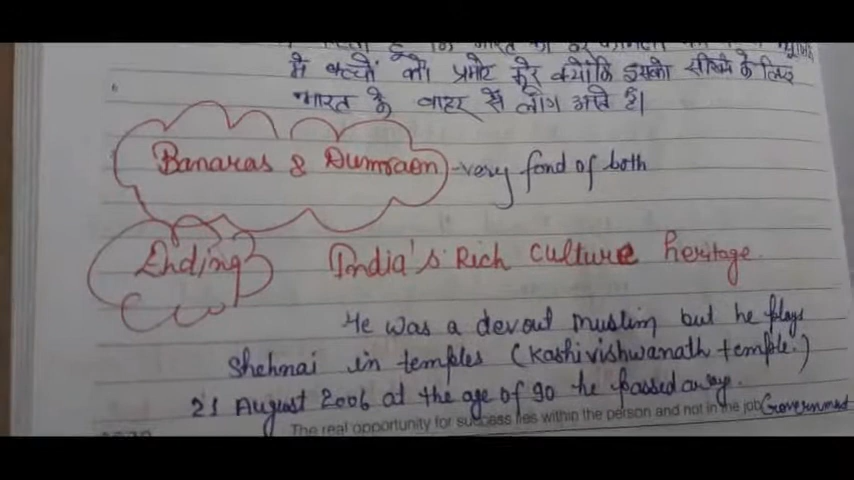 में बच्चों को प्रमोट करे क्योंकि इसको सीखने के लिए
भारत के बाहर से लोग आते है।
Banaras & Dumraon - very fond of both
Ending India's Rich culture heritage.
He was a devout muslim but he plays
Shehnai in temples (Kashivishwanath temple.)
21 August 2006 at the age of 90 he passed away.
The real opportunity for success lies within the person and not in the job Government